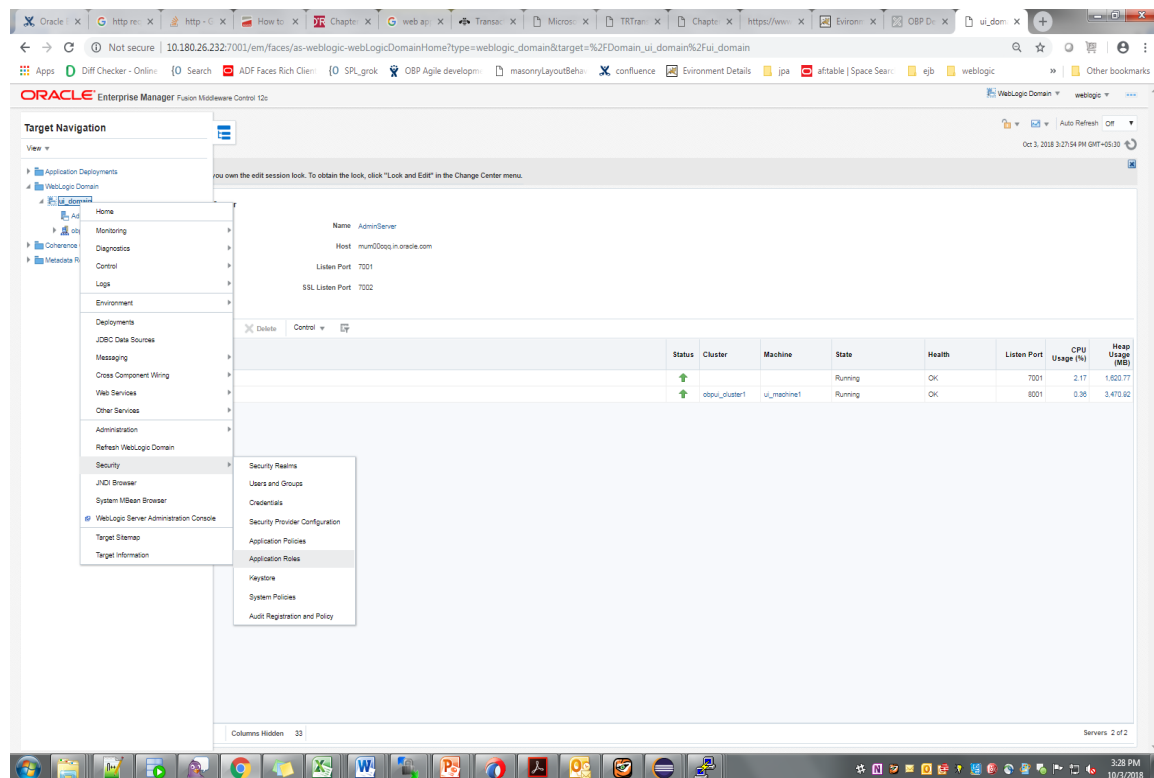 Oracle
http re
http - G
How to
Chapte
web ap
Transac
Microso
TRTran
Chapter
https://ww
Evironn
OBP D
ui_dom
Not secure | 10.180.26.232:7001/em/faces/as-weblogic-webLogicDomainHome?type=weblogic_domain&target=%2FDomain_ui_domain%2Fui_domain
Apps Diff Checker - Online {O Search ADF Faces Rich Clien {O SPL_grok OBP Agile developm masonryLayoutBehav confluence Evironment Details jpa afitable | Space Searc ejb weblogic » Other bookmarks
ORACLE Enterprise Manager Fusion Middleware Control 12c WebLogic Domain weblogic
Target Navigation
Auto Refresh Off
View
Oct 3, 2018 3:27:54 PM GMT+05:30
Application Deployments
you own the edit session lock. To obtain the lock, click "Lock and Edit" in the Change Center menu.
WebLogic Domain
ui_domain
Ad
ob
Coherence
Metadata R
Home
Monitoring
Diagnostics
Control
Logs
Environment
Deployments
JDBC Data Sources
Messaging
Cross Component Wiring
Web Services
Other Services
Administration
Refresh WebLogic Domain
Security
JNDI Browser
System MBean Browser
WebLogic Server Administration Console
Target Sitemap
Target Information
Security Realms
Users and Groups
Credentials
Security Provider Configuration
Application Policies
Application Roles
Keystore
System Policies
Audit Registration and Policy
r
Name AdminServer
Host mum00cqq.in.oracle.com
Listen Port 7001
SSL Listen Port 7002
Delete Control
Status Cluster Machine State Health Listen Port CPU Usage (%) Heap Usage (MB)
Running OK 7001 2.17 1,620.77
obpui_cluster1 ui_machine1 Running OK 8001 0.36 3,470.92
Columns Hidden 33 Servers 2 of 2
3:28 PM
10/3/2018